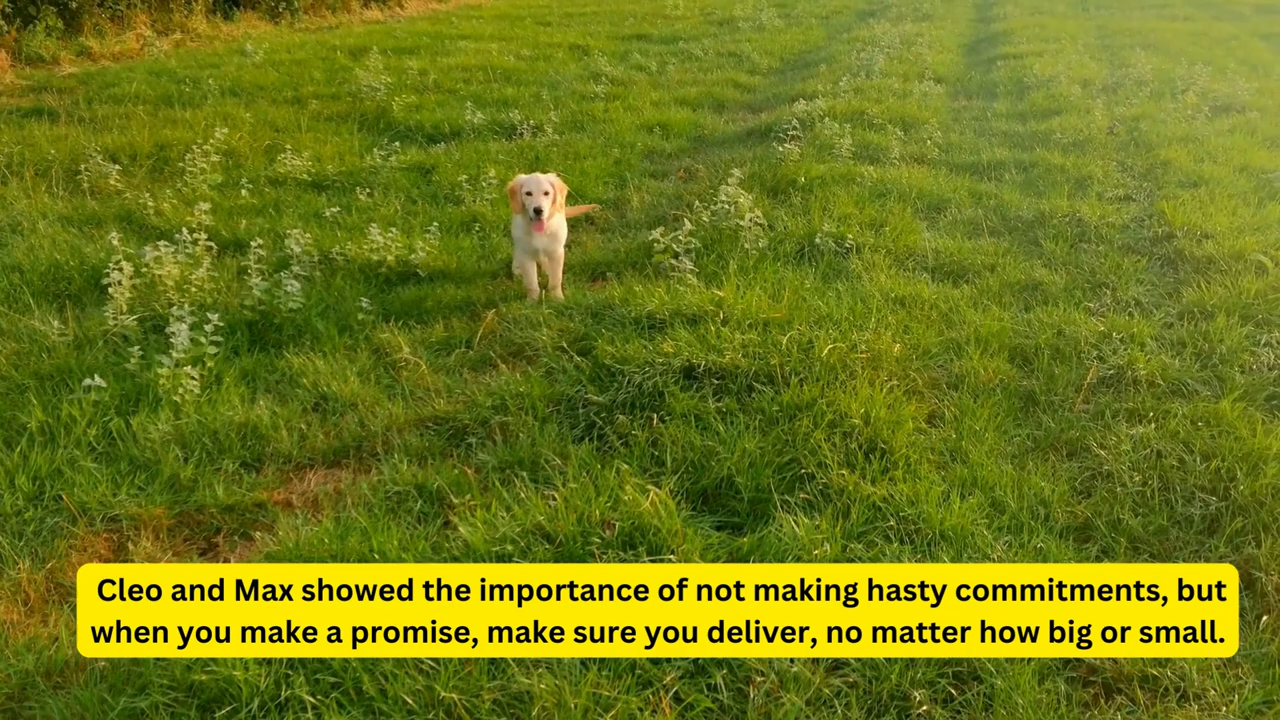 Cleo and Max showed the importance of not making hasty commitments, but
when you make a promise, make sure you deliver, no matter how big or small.